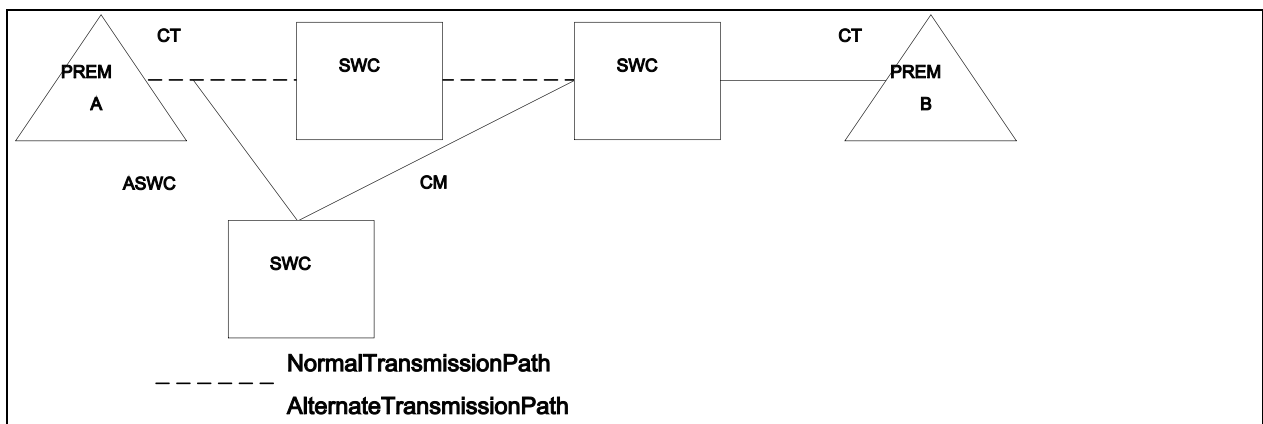 CT
CT
PREM
A
SWC
SWC
PREM
B
ASWC
CM
SWC
NormalTransmissionPath
AlternateTransmissionPath